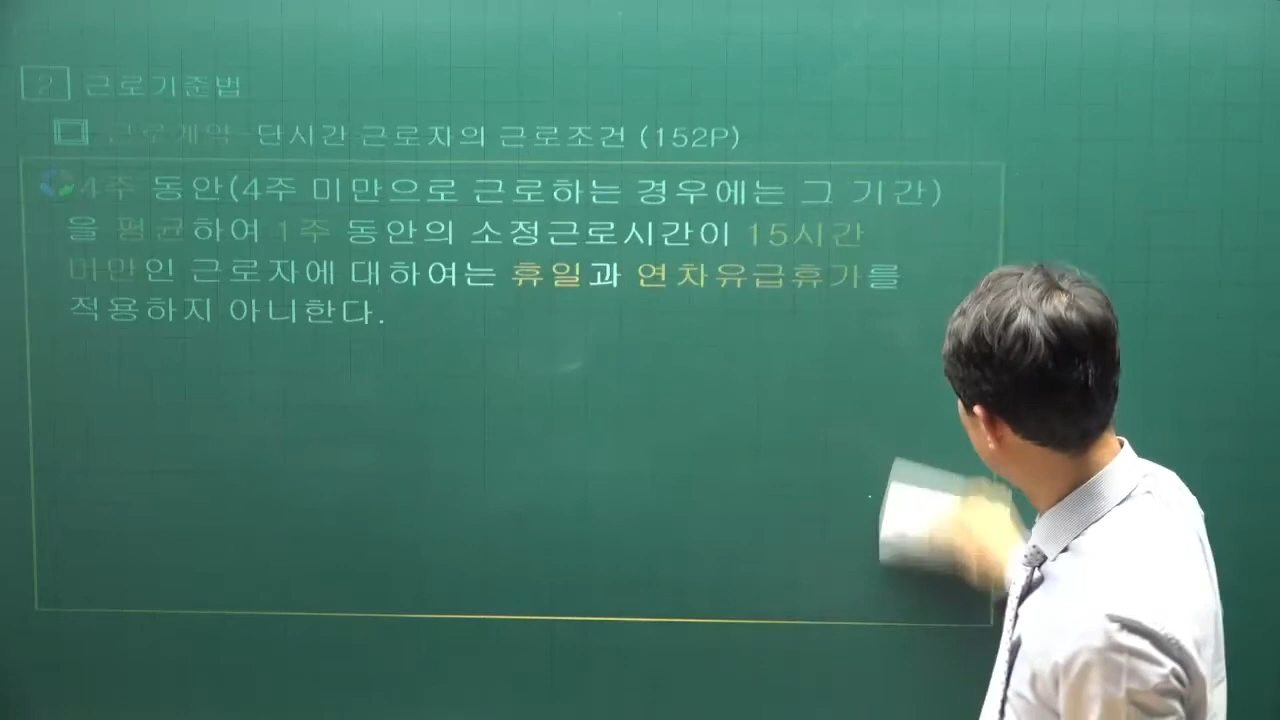 2 근로기준법
근로계약-단시간 근로자의 근로조건 (152P)
4주 동안(4주 미만으로 근로하는 경우에는 그 기간)
을 평균하여 1주 동안의 소정근로시간이 15시간
미만인 근로자에 대하여는 휴일과 연차유급휴가를
적용하지 아니한다.